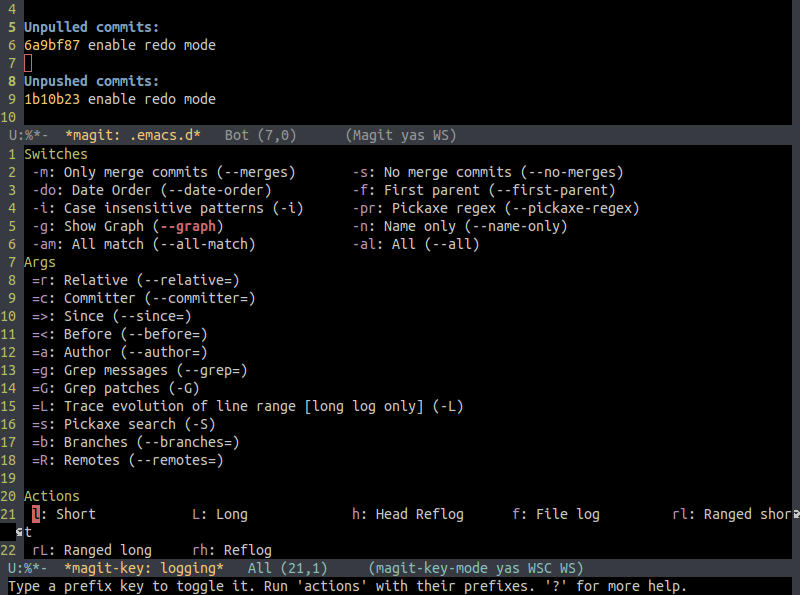 4
5 Unpulled commits:
6 6a9bf87 enable redo mode
7
8 Unpushed commits:
9 1b10b23 enable redo mode
10
U:%*-  *magit: .emacs.d*   Bot (7,0)      (Magit yas WS)
1 Switches
2  -m: Only merge commits (--merges)       -s: No merge commits (--no-merges)
3  -do: Date Order (--date-order)          -f: First parent (--first-parent)
4  -i: Case insensitive patterns (-i)      -pr: Pickaxe regex (--pickaxe-regex)
5  -g: Show Graph (--graph)                -n: Name only (--name-only)
6  -am: All match (--all-match)            -al: All (--all)
7 Args
8  =r: Relative (--relative=)
9  =c: Committer (--committer=)
10  =>: Since (--since=)
11  =<: Before (--before=)
12  =a: Author (--author=)
13  =g: Grep messages (--grep=)
14  =G: Grep patches (-G)
15  =L: Trace evolution of line range [long log only] (-L)
16  =s: Pickaxe search (-S)
17  =b: Branches (--branches=)
18  =R: Remotes (--remotes=)
19
20 Actions
21  l: Short            L: Long             h: Head Reflog      f: File log         rl: Ranged shor
t
22  rL: Ranged long     rh: Reflog
U:%*-  *magit-key: logging*   All (21,1)     (magit-key-mode yas WSC WS)
Type a prefix key to toggle it. Run 'actions' with their prefixes. '?' for more help.